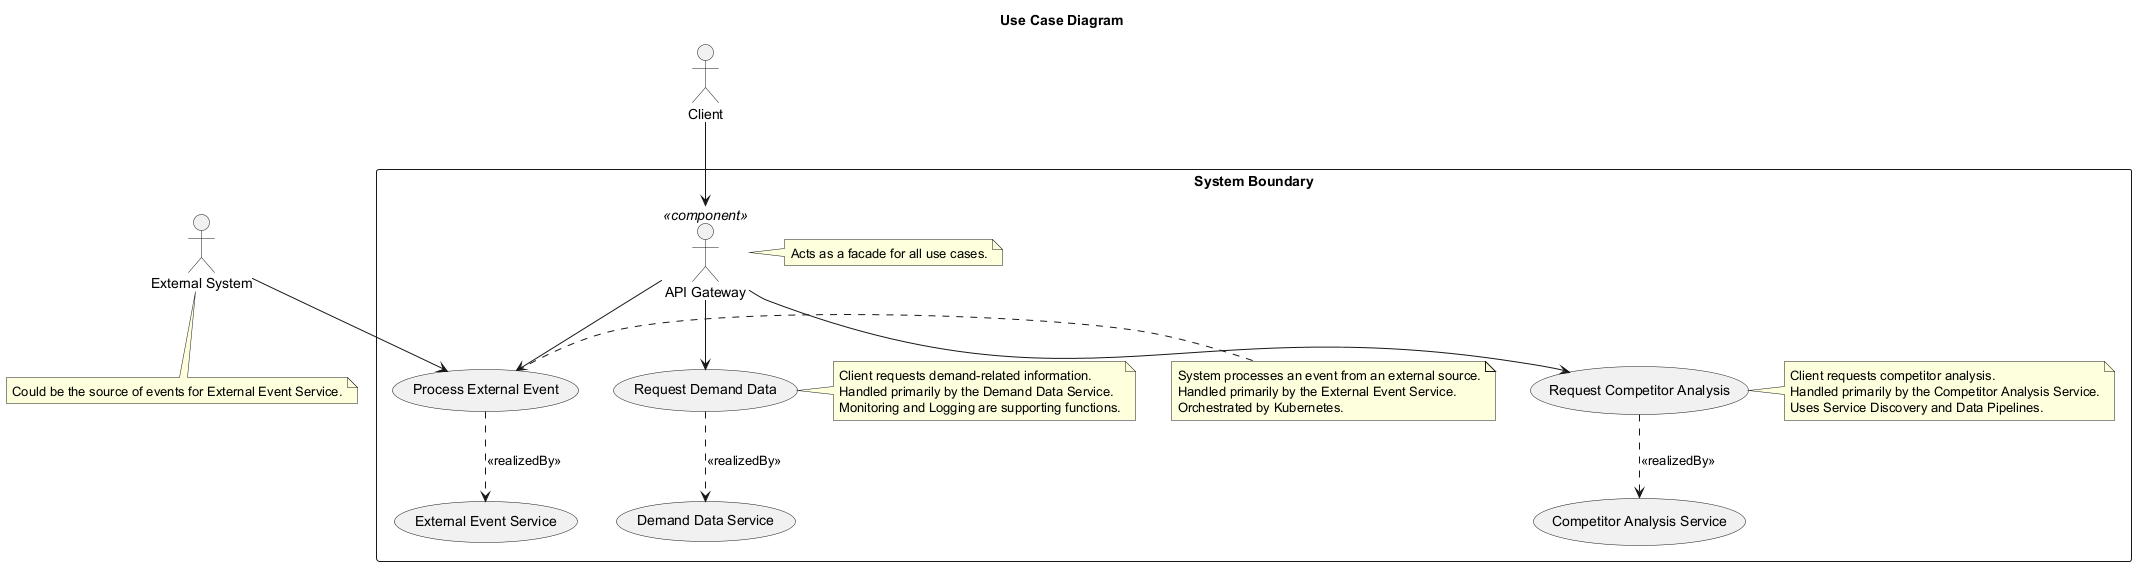 Use Case Diagram
Client
System Boundary
«component»
API Gateway
Acts as a facade for all use cases.
External System
Could be the source of events for External Event Service.
Process External Event
Request Demand Data
Client requests demand-related information.
Handled primarily by the Demand Data Service.
Monitoring and Logging are supporting functions.
System processes an event from an external source.
Handled primarily by the External Event Service.
Orchestrated by Kubernetes.
Request Competitor Analysis
Client requests competitor analysis.
Handled primarily by the Competitor Analysis Service.
Uses Service Discovery and Data Pipelines.
«realizedBy»
«realizedBy»
«realizedBy»
External Event Service
Demand Data Service
Competitor Analysis Service